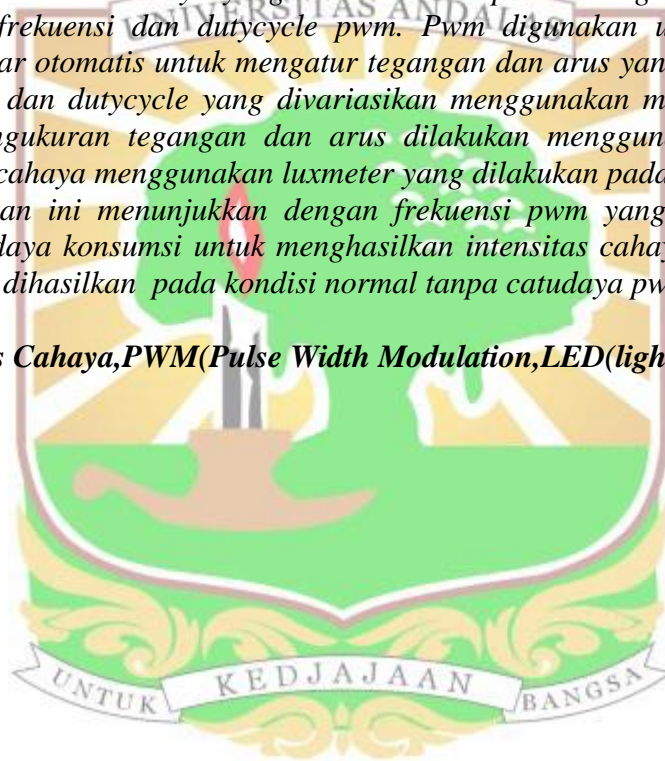 frekuensi dan dutycycle pwm. Pwm digunakan u
UNIVERSITAS ANDALAS
ar otomatis untuk mengatur tegangan dan arus yan
dan dutycycle yang divariasikan menggunakan m
ngukuran tegangan dan arus dilakukan menggun
cahaya menggunakan luxmeter yang dilakukan pada
an ini menunjukkan dengan frekuensi pwm yang
daya konsumsi untuk menghasilkan intensitas cahay
dihasilkan pada kondisi normal tanpa catudaya pw
s Cahaya,PWM(Pulse Width Modulation,LED(ligh
UNTUK KEDJAJAAN BANGSA